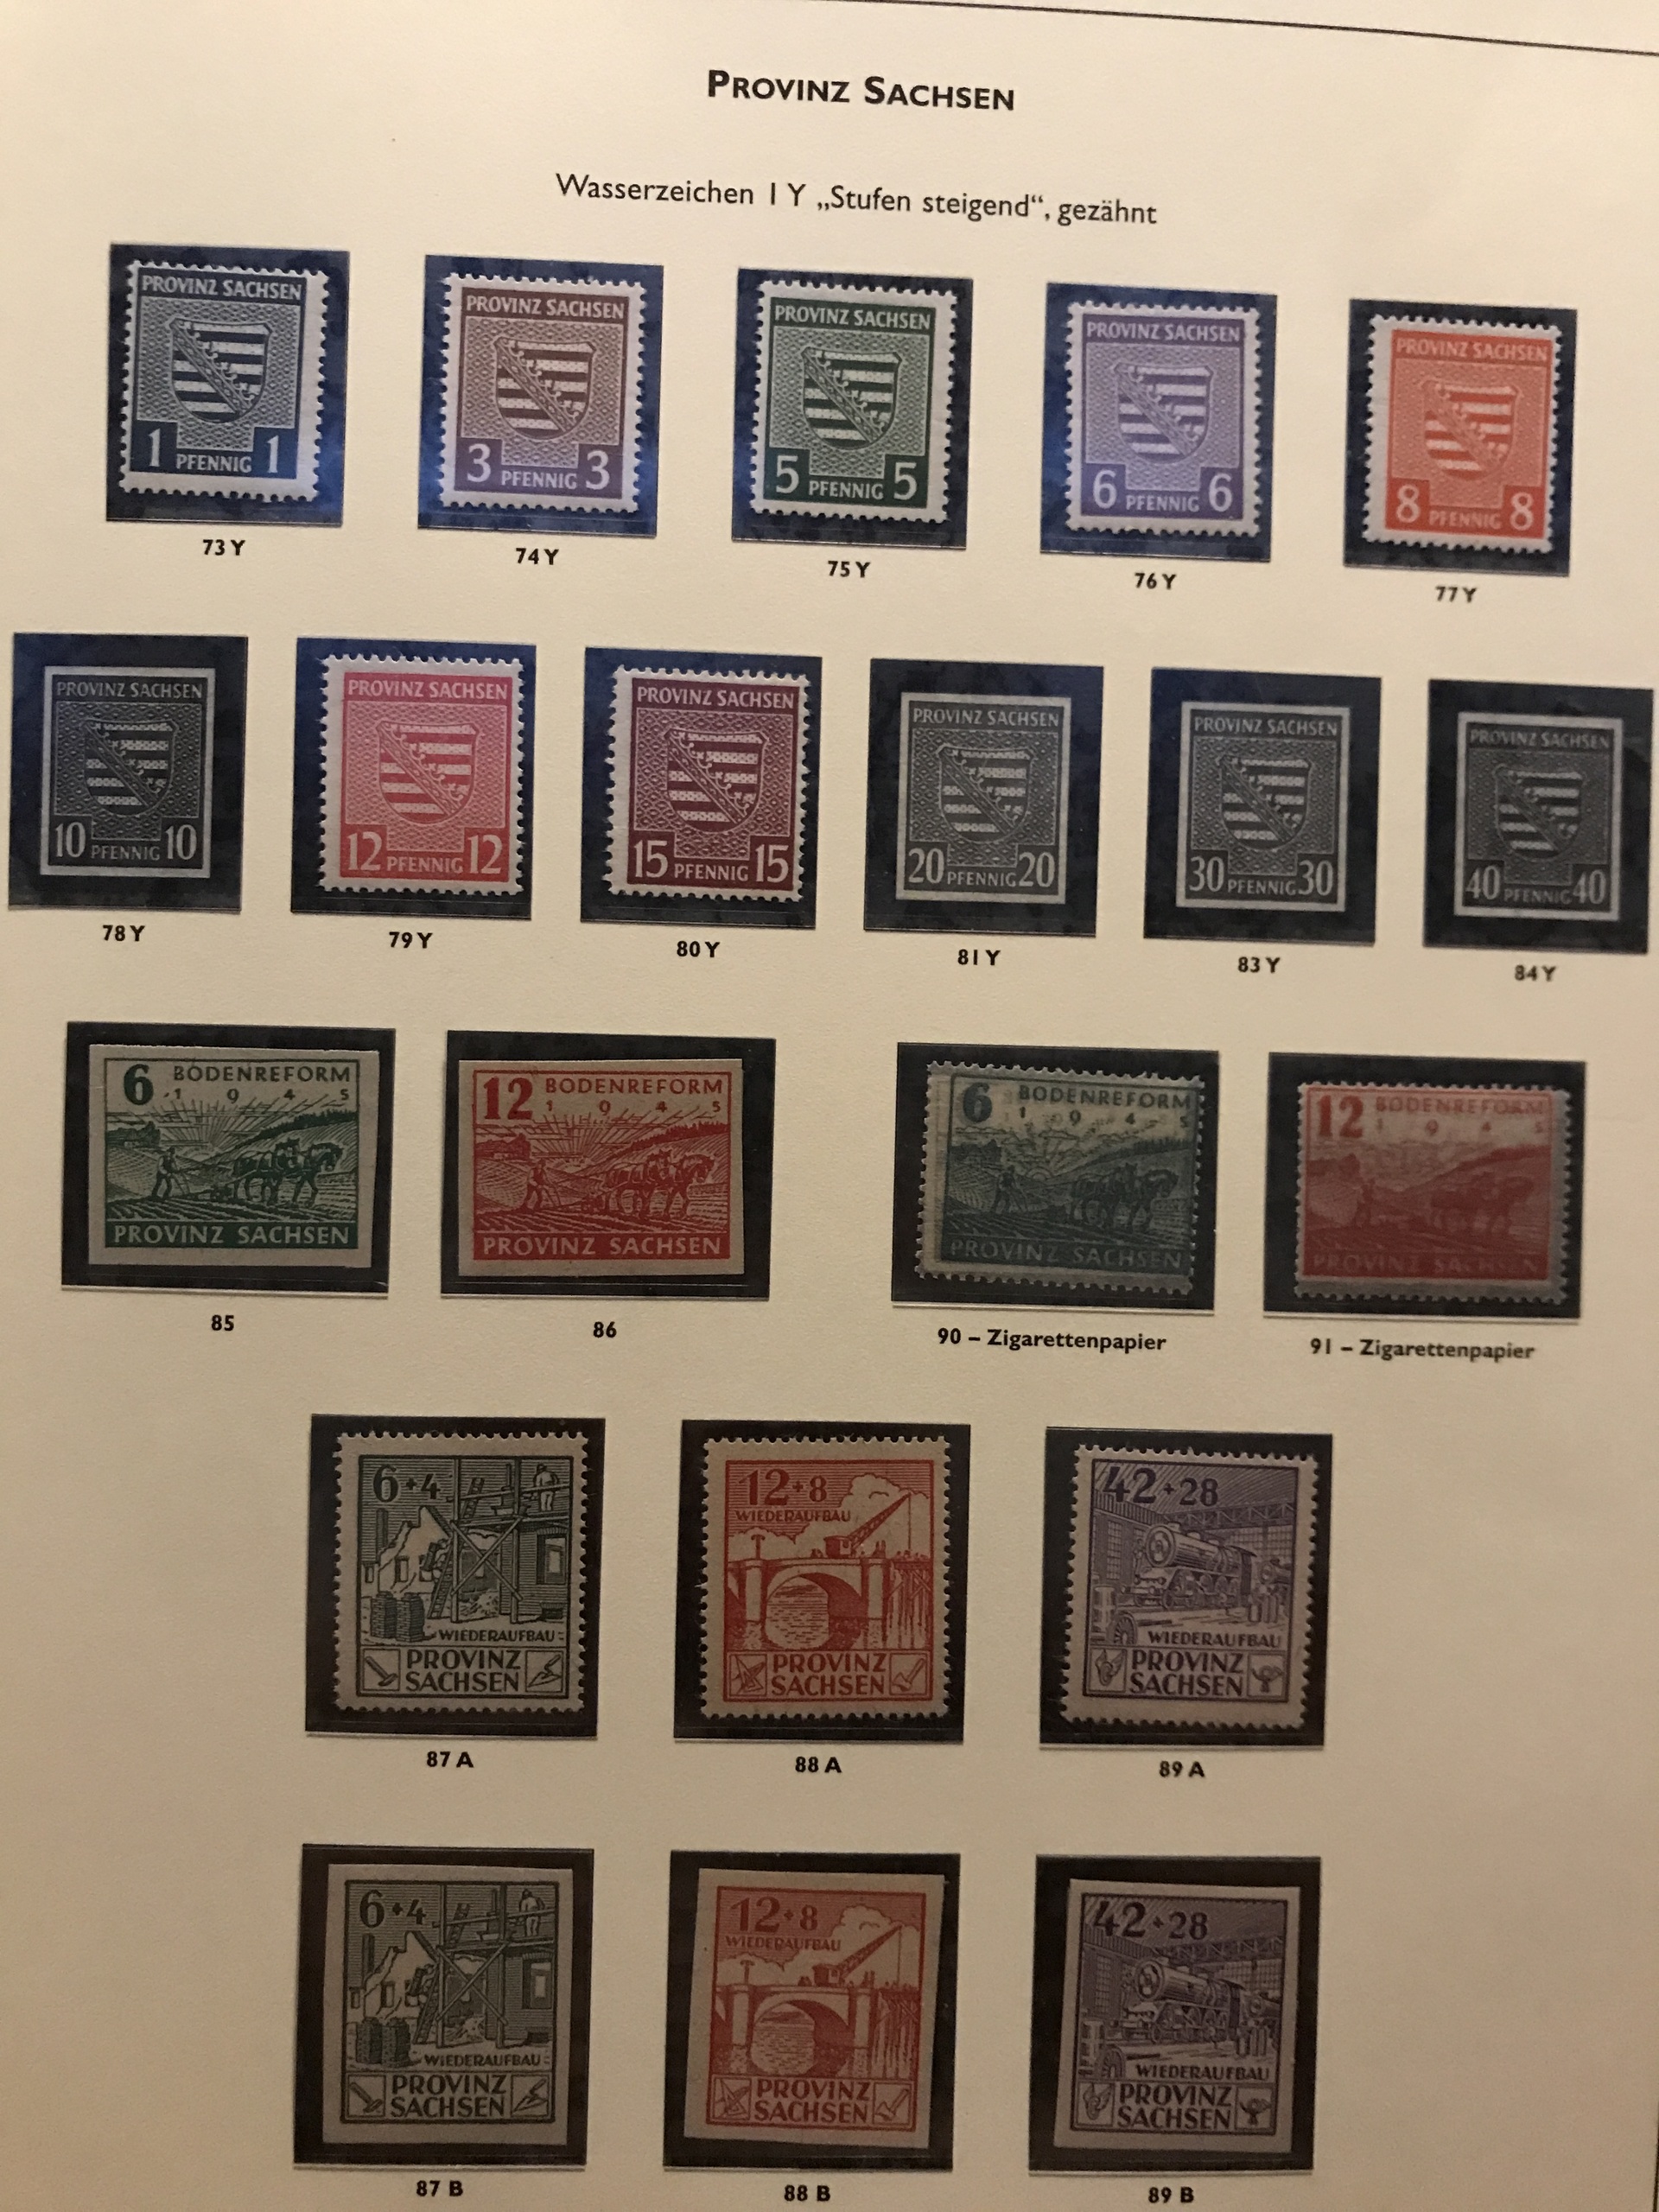 PROVINZ SACHSEN
Wasserzeichen 1 Y „Stufen steigend“, gezähnt
PROVINZ SACHSEN
1 PFENNIG 1
PROVINZ SACHSEN
3 PFENNIG 3
PROVINZ SACHSEN
5 PFENNIG 5
PROVINZ SACHSEN
6 PFENNIG 6
PROVINZ SACHSEN
8 PFENNIG 8
73 Y
74 Y
75 Y
76 Y
77 Y
PROVINZ SACHSEN
10 PFENNIG 10
PROVINZ SACHSEN
12 PFENNIG 12
PROVINZ SACHSEN
15 PFENNIG 15
PROVINZ SACHSEN
20 PFENNIG 20
PROVINZ SACHSEN
30 PFENNIG 30
PROVINZ SACHSEN
40 PFENNIG 40
78 Y
79 Y
80 Y
81 Y
83 Y
84 Y
6 BODENREFORM
1 9 4 5
PROVINZ SACHSEN
12 BODENREFORM
1 9 4 5
PROVINZ SACHSEN
6 BODENREFORM
1 9 4 5
PROVINZ SACHSEN
12 BODENREFORM
1 9 4 5
PROVINZ SACHSEN
85
86
90 – Zigarettenpapier
91 – Zigarettenpapier
6+4
WIEDERAUFBAU
PROVINZ
SACHSEN
12+8
WIEDERAUFBAU
PROVINZ
SACHSEN
42+28
WIEDERAUFBAU
PROVINZ
SACHSEN
87 A
88 A
89 A
6+4
WIEDERAUFBAU
PROVINZ
SACHSEN
12+8
WIEDERAUFBAU
PROVINZ
SACHSEN
42+28
WIEDERAUFBAU
PROVINZ
SACHSEN
87 B
88 B
89 B